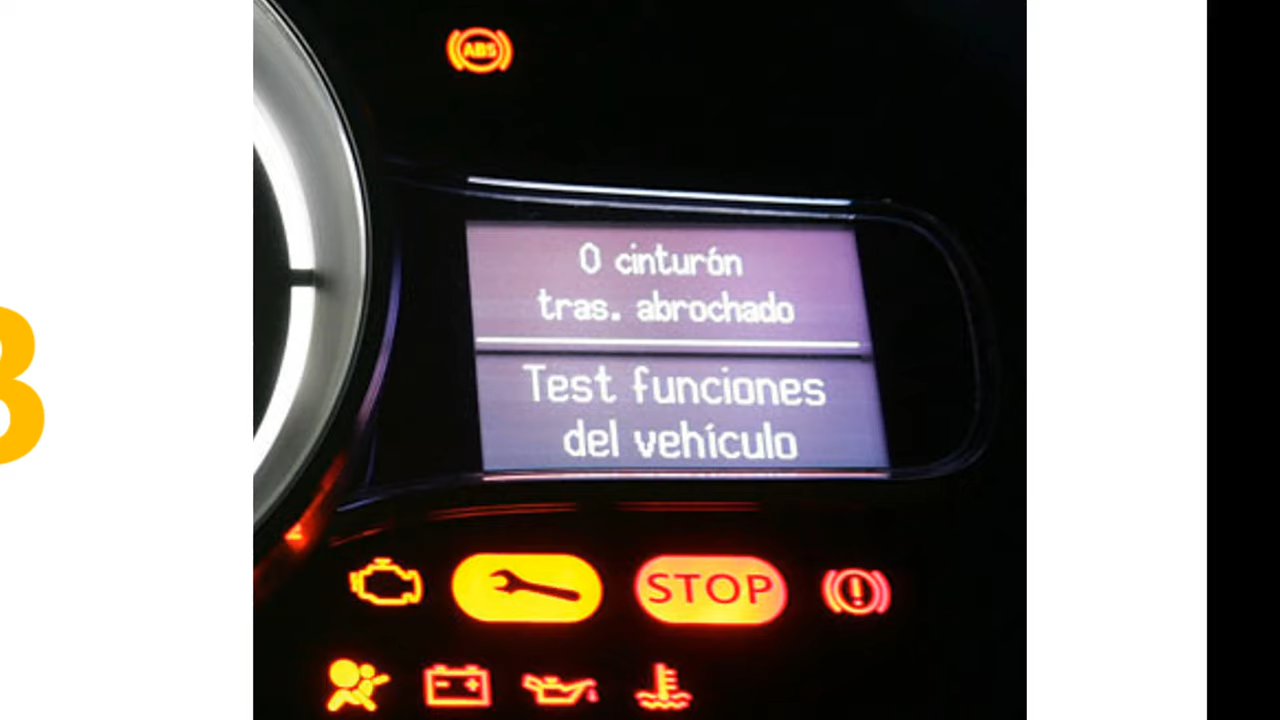 ABS
0 cinturón
tras. abrochado
Test funciones
del vehículo
STOP